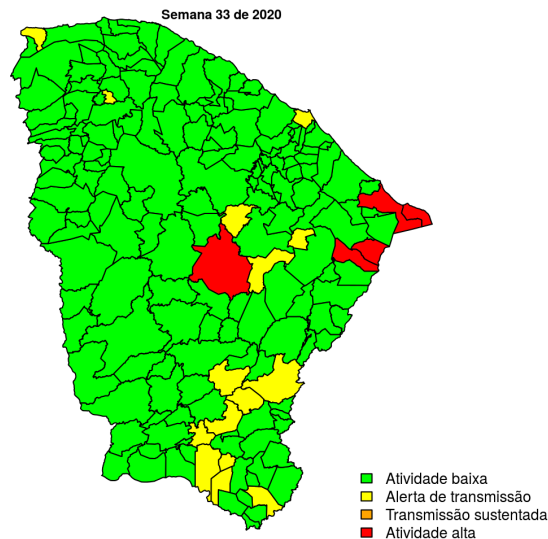 Semana 33 de 2020
Atividade baixa
Alerta de transmissão
Transmissão sustentada
Atividade alta